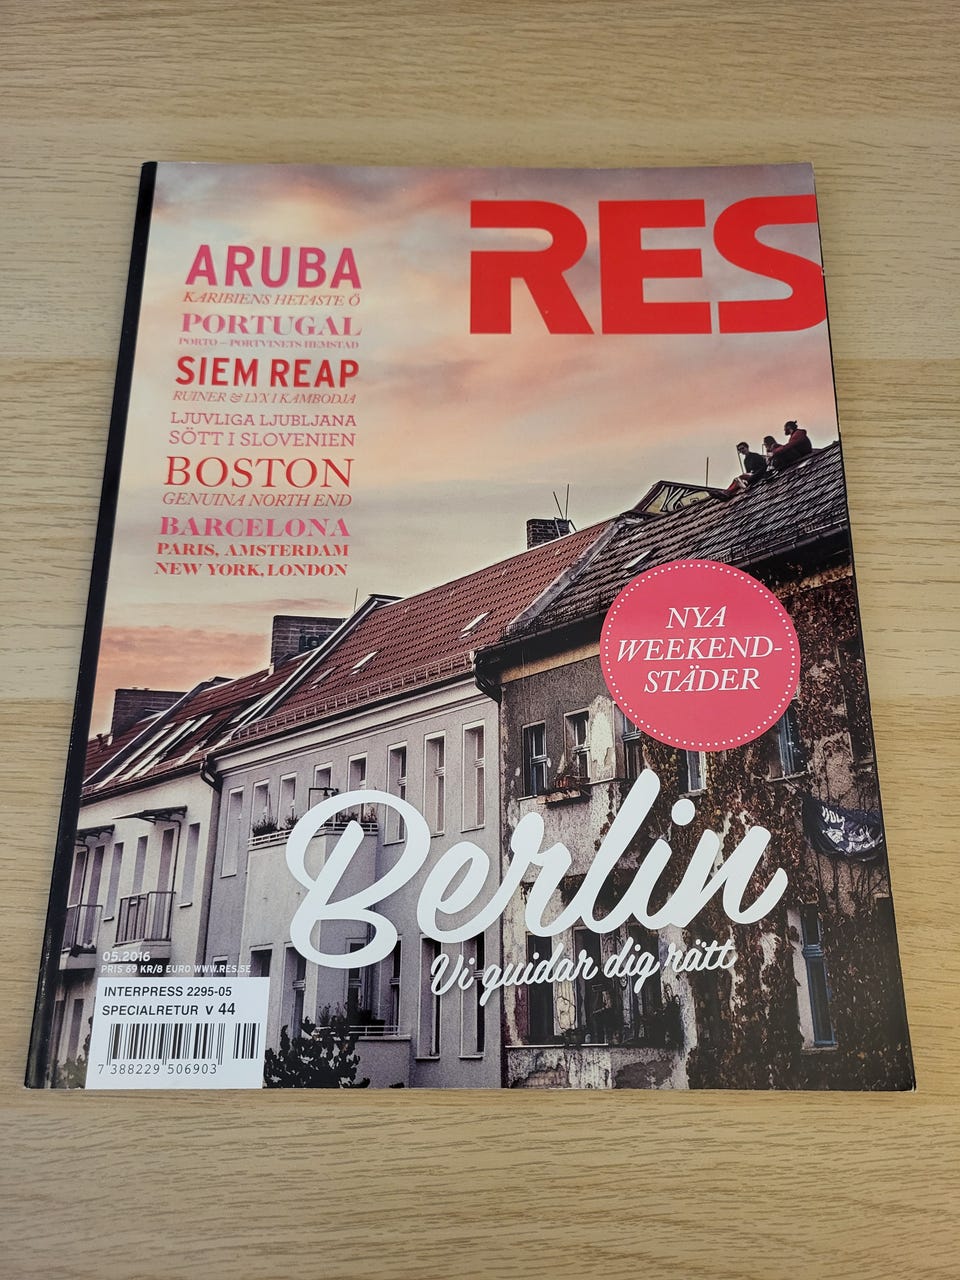 RES
ARUBA
KARIBIENS HETASTE Ö
PORTUGAL
PORTO – PORTVINETS HEMSTAD
SIEM REAP
RUINER & LYX I KAMBODJA
LJUVLIGA LJUBLJANA
SÖTT I SLOVENIEN
BOSTON
GENUINA NORTH END
BARCELONA
PARIS, AMSTERDAM
NEW YORK, LONDON
NYA
WEEKEND-
STÄDER
Berlin
Vi guidar dig rätt
05.2016
PRIS 69 KR/8 EURO WWW.RES.SE
INTERPRESS 2295-05
SPECIALRETUR v 44
7 388229 506903